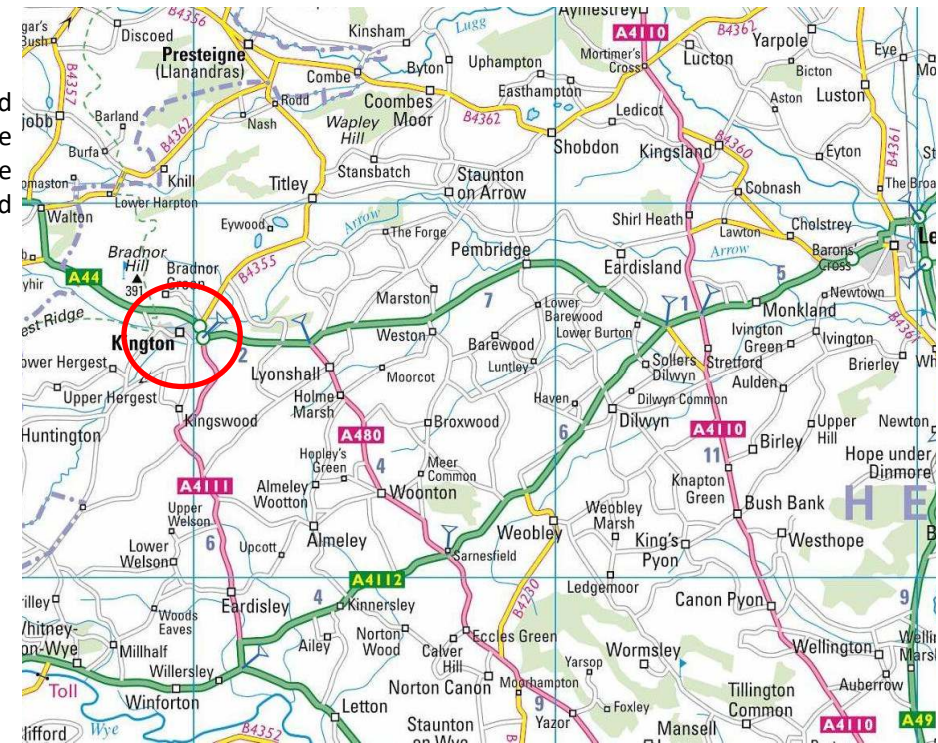 B4356
Discoed
Kinsham
Lugg
Aymestrey
A4110
B4362
Yarpole
Eye
Presteigne
(Llanandras)
Combe
Byton
Uphampton
Mortimer's
Cross
Lucton
Bicton
B4357
Easthampton
Luston
Coombes
Moor
Rodd
Nash
Barland
B4362
Wapley
Hill
B4362
Ledicot
Aston
Shobdon
Kingsland
B4360
B4361
Burfa
Knill
Stansbatch
Eyton
Titley
Staunton
on Arrow
Cobnash
Lower Harpton
Walton
Arrow
Shirl Heath
Lawton
Cholstrey
Eywood
The Forge
Pembridge
Arrow
Barons'
Cross
Bradnor
Hill
391
Bradnor
Green
B4355
A44
Eardisland
5
Marston
7
Lower
Barewood
1
Newtown
Monkland
Kington
2
Weston
Barewood
Lower Burton
Ivington
Green
Ivington
B4361
Lyonshall
Luntley
Sollers
Dilwyn
Stretford
Brierley
Moorcot
Aulden
Upper Hergest
Holme
Marsh
Haven
Dilwyn Common
Kingswood
Dilwyn
Huntington
Broxwood
A480
6
A4110
Upper
Hill
Newton
Birley
Hope under
Dinmore
Hopley's
Green
4
Meer
Common
11
A4111
Almeley
Wootton
Woonton
Knapton
Green
Bush Bank
H E
Upper
Welson
Weobley
Weobley
Marsh
6
Upcott
Almeley
King's
Pyon
Westhope
Lower
Welson
Sarnesfield
A4112
Ledgemoor
B4230
Eardisley
4
Kinnersley
Canon Pyon
9
Woods
Eaves
Norton
Wood
Eccles Green
Ailey
Millhalf
Calver
Hill
Wormsley
Wellington
Willersley
Yarsop
Norton Canon
Moorhampton
Auberrow
Toll
Winforton
Letton
9
Foxley
Tillington
Common
Yazor
Wye
B4352
Staunton
on Wye
Mansell
A4110
A49